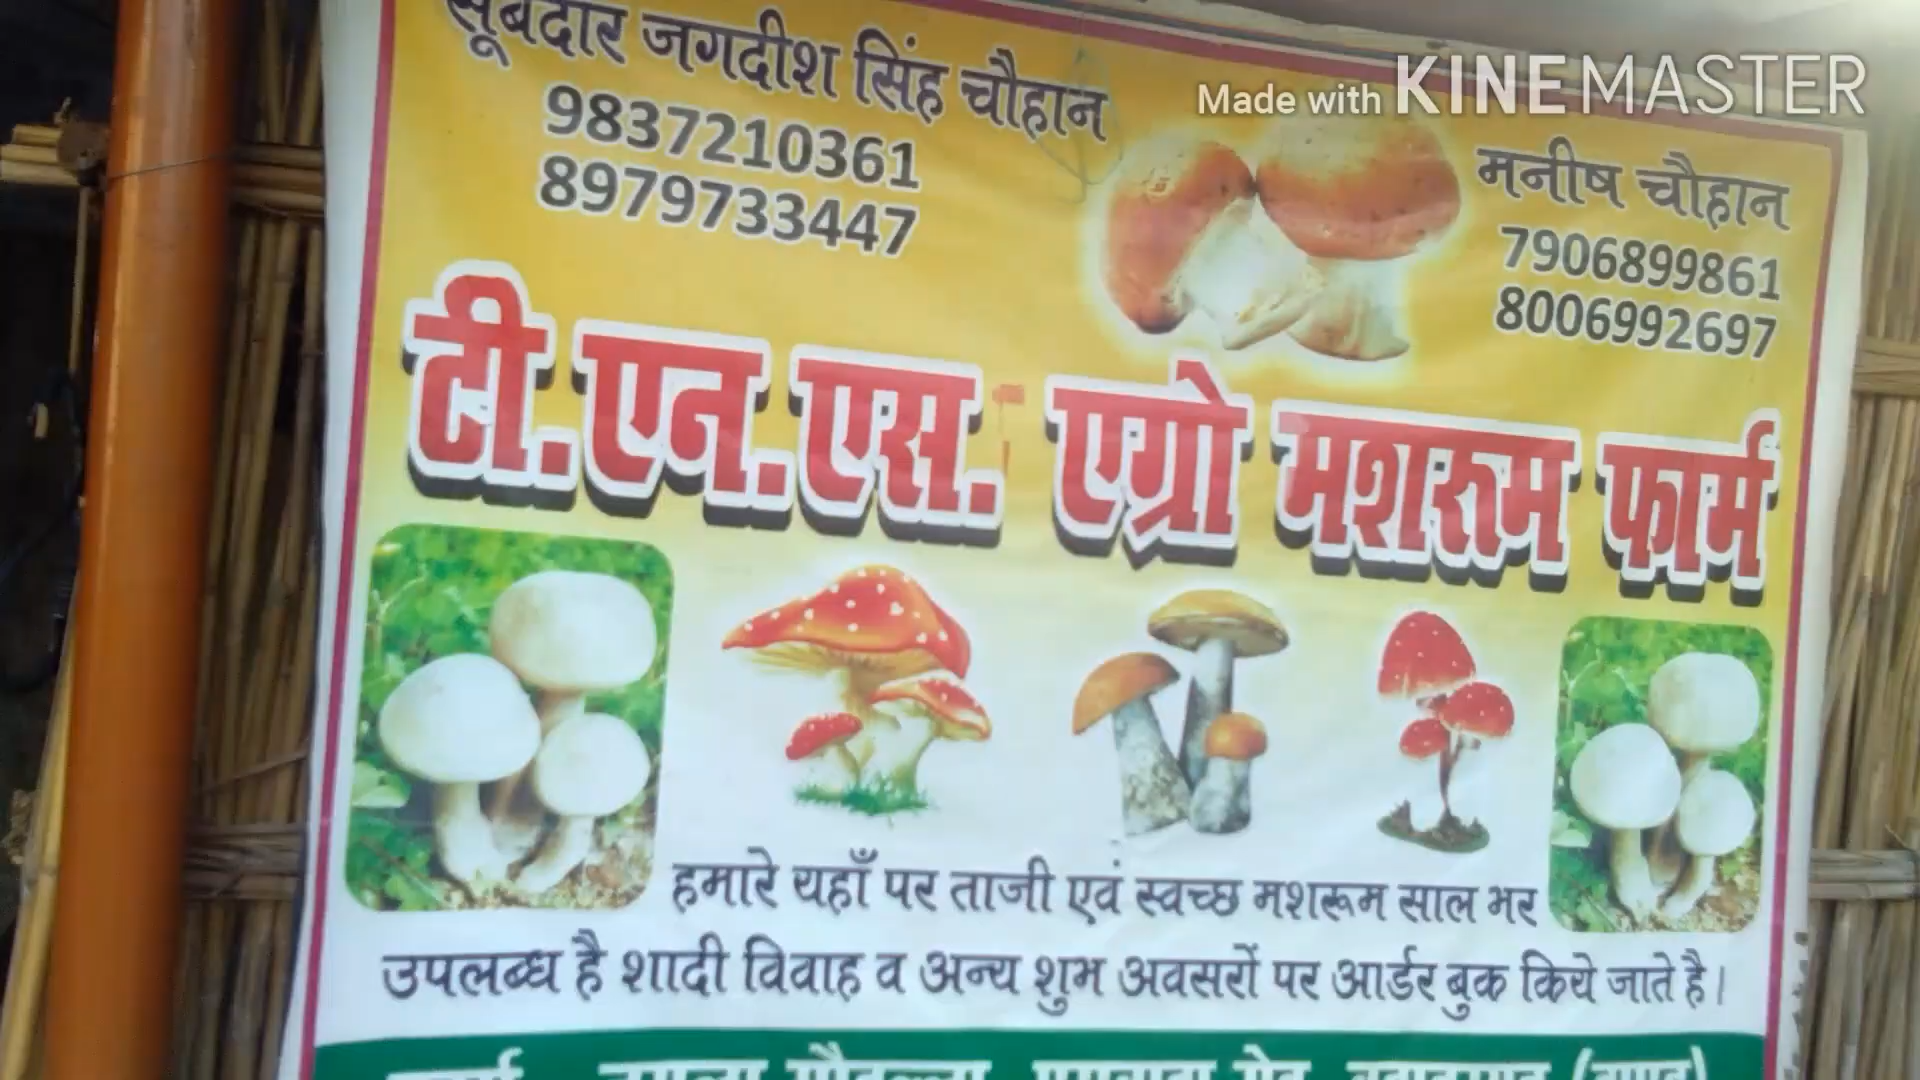 Made with KINEMASTER
सूबेदार जगदीश सिंह चौहान
9837210361
8979733447
मनीष चौहान
7906899861
8006992697
टी.एन.एस. एग्रो मशरूम फार्म
हमारे यहाँ पर ताजी एवं स्वच्छ मशरूम साल भर
उपलब्ध है शादी विवाह व अन्य शुभ अवसरों पर आर्डर बुक किये जाते है।